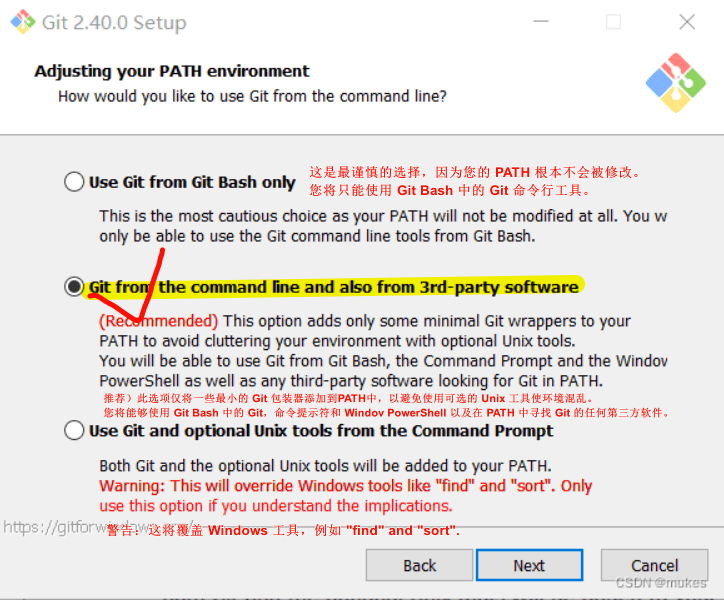 Git 2.40.0 Setup
Adjusting your PATH environment
How would you like to use Git from the command line?
Use Git from Git Bash only
这是最谨慎的选择，因为您的 PATH 根本不会被修改。
您将只能使用 Git Bash 中的 Git 命令行工具。
This is the most cautious choice as your PATH will not be modified at all. You w
only be able to use the Git command line tools from Git Bash.
Git from the command line and also from 3rd-party software
(Recommended) This option adds only some minimal Git wrappers to your
PATH to avoid cluttering your environment with optional Unix tools.
You will be able to use Git from Git Bash, the Command Prompt and the Window
PowerShell as well as any third-party software looking for Git in PATH.
推荐）此选项仅将一些最小的 Git 包装器添加到PATH中，以避免使用可选的 Unix 工具使环境混乱。
您将能够使用 Git Bash 中的 Git，命令提示符和 Windov PowerShell 以及在 PATH 中寻找 Git 的任何第三方软件。
Use Git and optional Unix tools from the Command Prompt
Both Git and the optional Unix tools will be added to your PATH.
Warning: This will override Windows tools like "find" and "sort". Only
use this option if you understand the implications.
https://gitforwindows.org/
警告：这将覆盖 Windows 工具，例如 "find" and "sort".
Back
Next
Cancel
CSDN @mukes